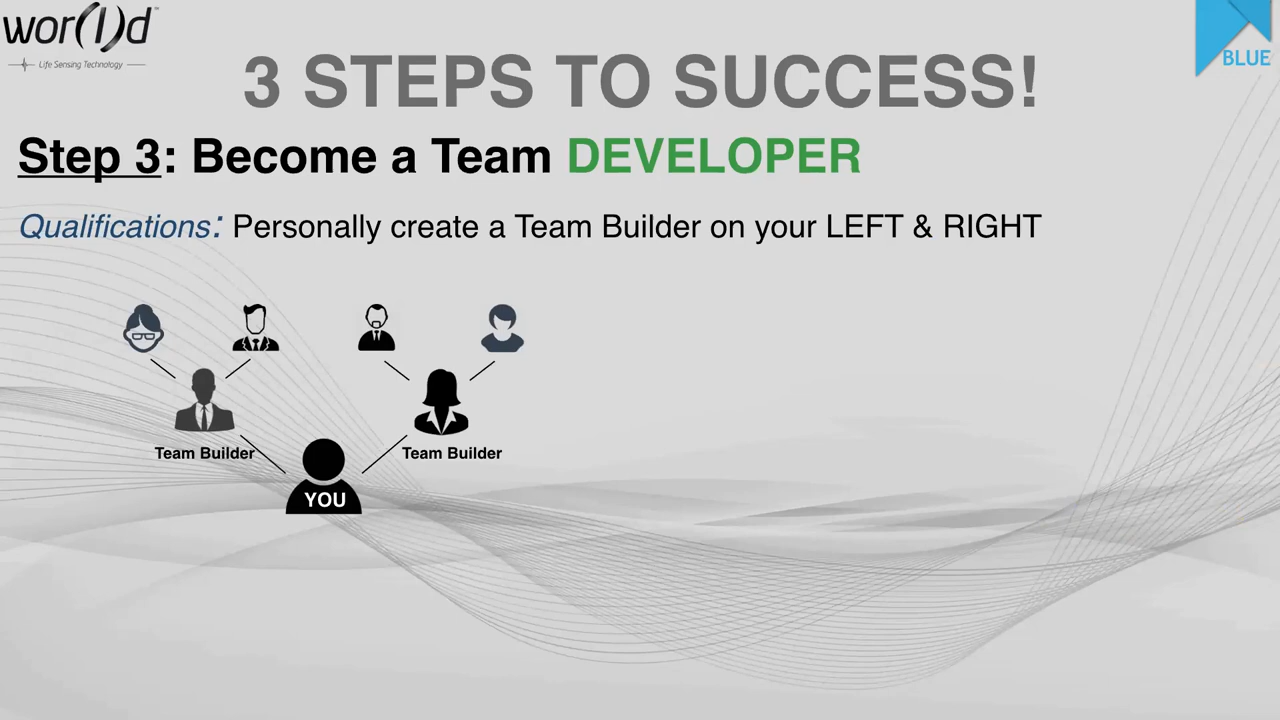 wor(l)d™
Life Sensing Technology
BLUE
3 STEPS TO SUCCESS!
Step 3: Become a Team DEVELOPER
Qualifications: Personally create a Team Builder on your LEFT & RIGHT
Team Builder
Team Builder
YOU